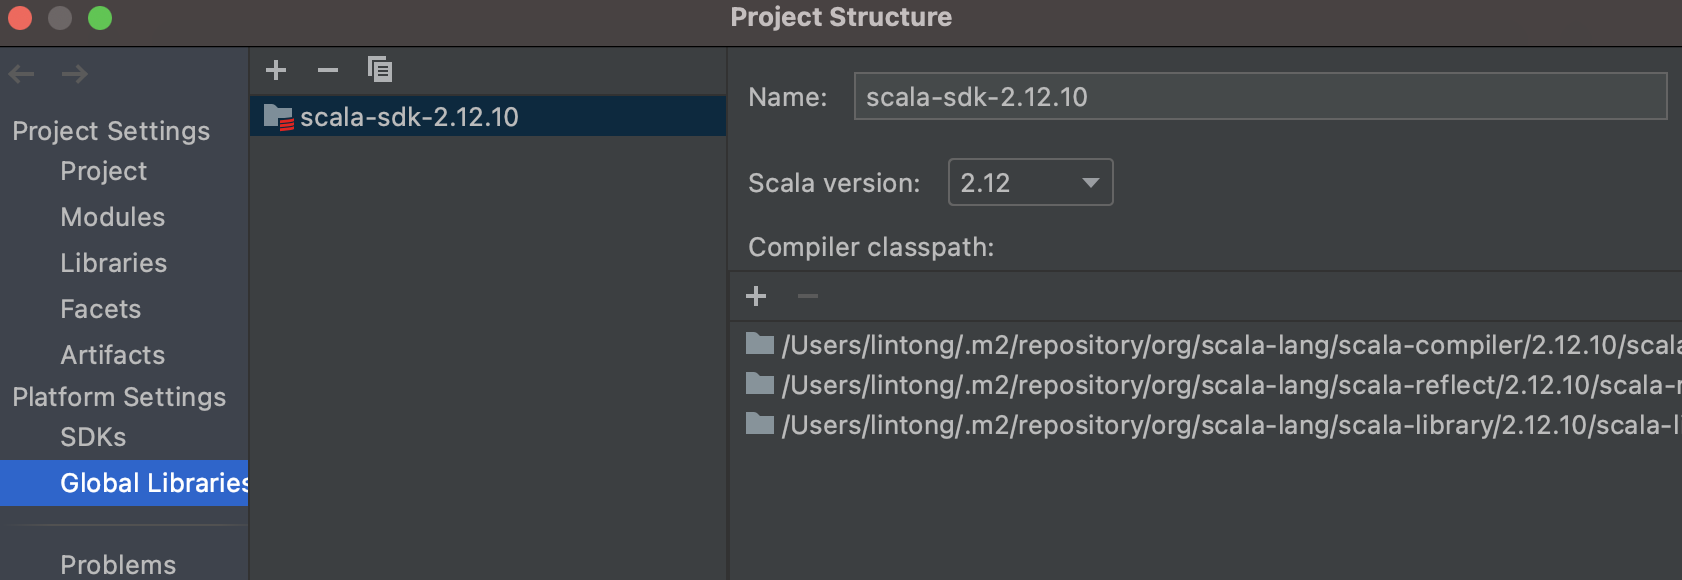 Project Structure
Project Settings
Project
Modules
Libraries
Facets
Artifacts
Platform Settings
SDKs
Global Libraries
Problems
scala-sdk-2.12.10
Name: scala-sdk-2.12.10
Scala version: 2.12
Compiler classpath:
/Users/lintong/.m2/repository/org/scala-lang/scala-compiler/2.12.10/scala
/Users/lintong/.m2/repository/org/scala-lang/scala-reflect/2.12.10/scala-r
/Users/lintong/.m2/repository/org/scala-lang/scala-library/2.12.10/scala-li